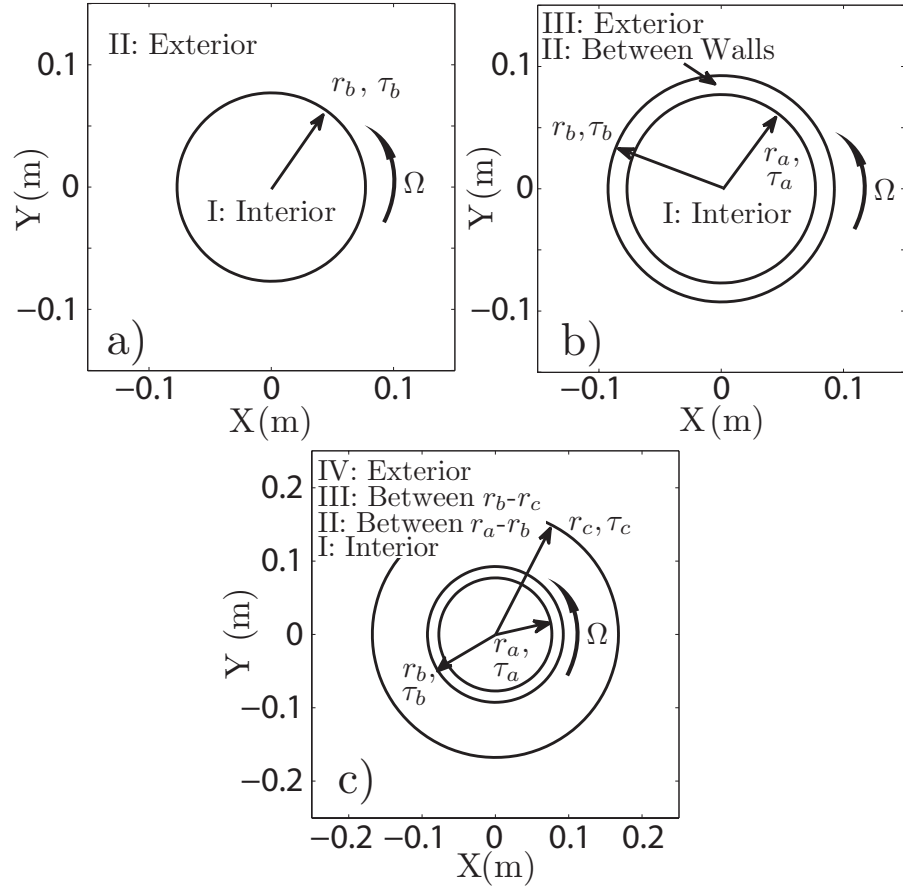 II: Exterior
r_b, τ_b
I: Interior
Ω
0.1
0
−0.1
Y (m)
a)
−0.1 0 0.1
X (m)
III: Exterior
II: Between Walls
r_b, τ_b
r_a,
τ_a
I: Interior
Ω
0.1
0
−0.1
Y (m)
b)
−0.1 0 0.1
X (m)
IV: Exterior
III: Between r_b-r_c
II: Between r_a-r_b
I: Interior
r_c, τ_c
r_a,
τ_a
r_b,
τ_b
Ω
0.2
0.1
0
−0.1
−0.2
Y (m)
c)
−0.2 −0.1 0 0.1 0.2
X (m)